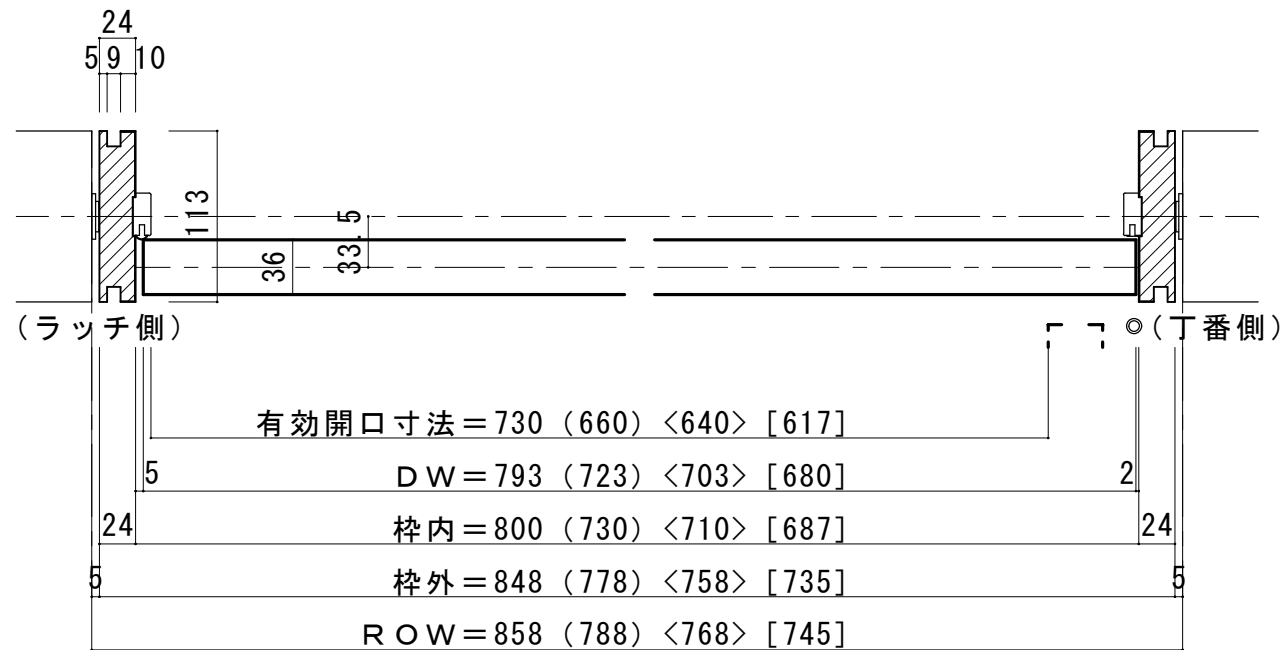 24
5 9 10
113
33.5
36
(ラッチ側)
◎(丁番側)
有効開口寸法=730 (660) <640> [617]
5 DW=793 (723) <703> [680] 2
24 枠内=800 (730) <710> [687] 24
5 枠外=848 (778) <758> [735] 5
ROW=858 (788) <768> [745]